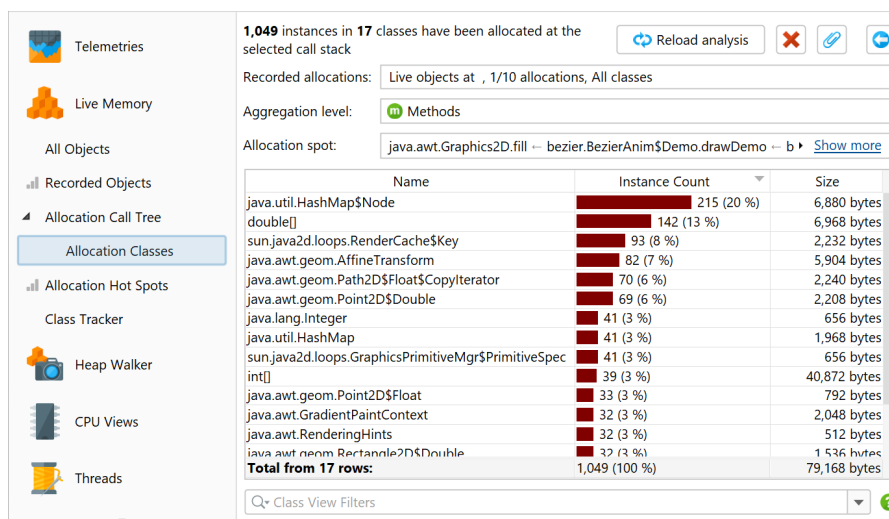 Telemetries
Live Memory
All Objects
Recorded Objects
Allocation Call Tree
Allocation Classes
Allocation Hot Spots
Class Tracker
Heap Walker
CPU Views
Threads
1,049 instances in 17 classes have been allocated at the
selected call stack
Reload analysis
Recorded allocations: Live objects at , 1/10 allocations, All classes
Aggregation level: m Methods
Allocation spot: java.awt.Graphics2D.fill ← bezier.BezierAnim$Demo.drawDemo ← b Show more
Name Instance Count Size
java.util.HashMap$Node 215 (20 %) 6,880 bytes
double[] 142 (13 %) 6,968 bytes
sun.java2d.loops.RenderCache$Key 93 (8 %) 2,232 bytes
java.awt.geom.AffineTransform 82 (7 %) 5,904 bytes
java.awt.geom.Path2D$Float$CopyIterator 70 (6 %) 2,240 bytes
java.awt.geom.Point2D$Double 69 (6 %) 2,208 bytes
java.lang.Integer 41 (3 %) 656 bytes
java.util.HashMap 41 (3 %) 1,968 bytes
sun.java2d.loops.GraphicsPrimitiveMgr$PrimitiveSpec 41 (3 %) 656 bytes
int[] 39 (3 %) 40,872 bytes
java.awt.geom.Point2D$Float 33 (3 %) 792 bytes
java.awt.GradientPaintContext 32 (3 %) 2,048 bytes
java.awt.RenderingHints 32 (3 %) 512 bytes
java.awt.geom.Rectangle2D$Double 32 (3 %) 1,536 bytes
Total from 17 rows: 1,049 (100 %) 79,168 bytes
Class View Filters